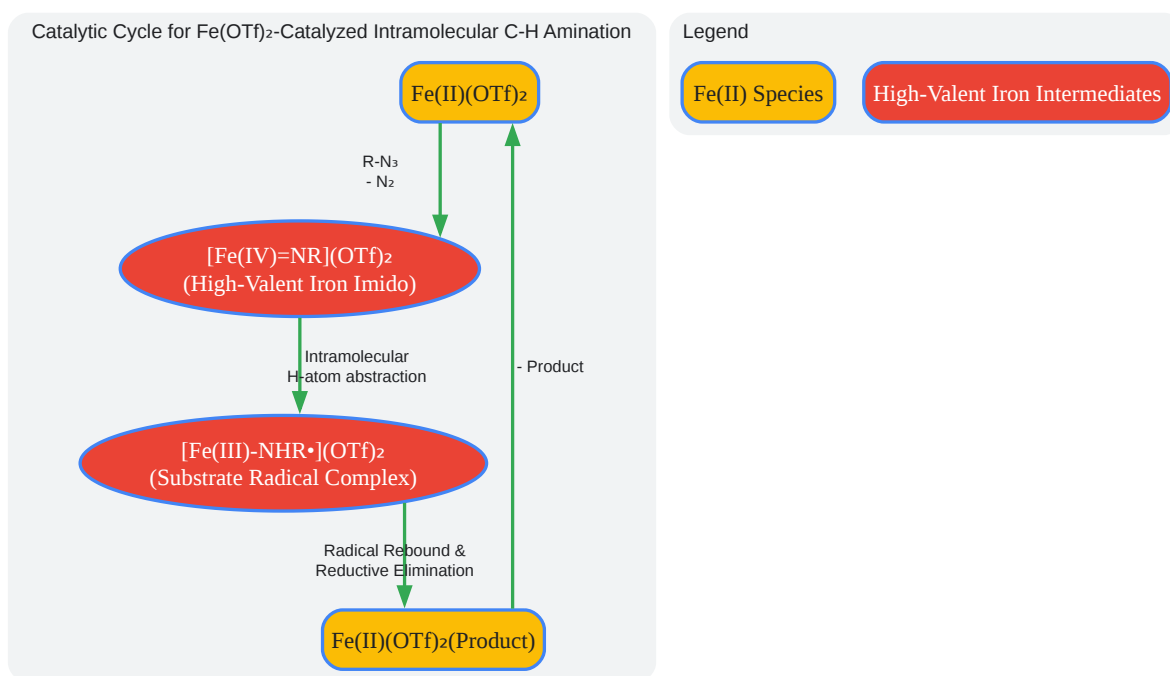 Catalytic Cycle for Fe(OTf)₂-Catalyzed Intramolecular C-H Amination
Legend
Fe(II)(OTf)₂
Fe(II) Species
High-Valent Iron Intermediates
R-N₃
- N₂
[Fe(IV)=NR](OTf)₂
(High-Valent Iron Imido)
Intramolecular
H-atom abstraction
- Product
[Fe(III)-NHR•](OTf)₂
(Substrate Radical Complex)
Radical Rebound &
Reductive Elimination
Fe(II)(OTf)₂(Product)